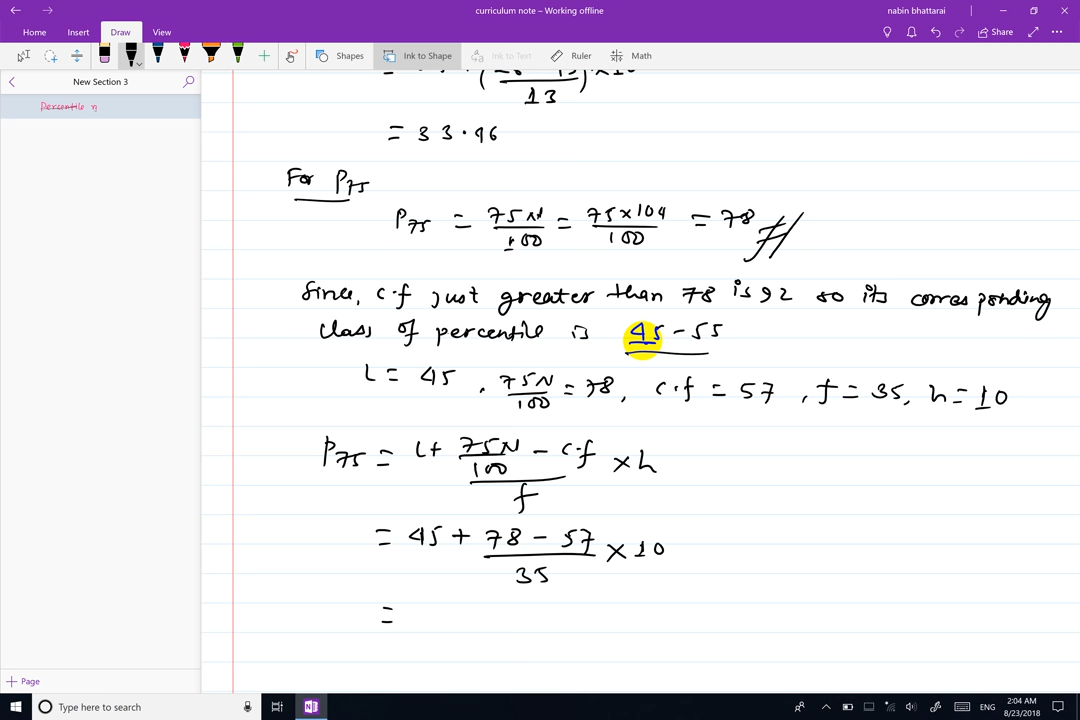 curriculum note – Working offline
nabin bhattarai
Home Insert Draw View
Share
Shapes Ink to Shape Ink to Text Ruler Math
New Section 3
Percentile
13
= 33.96
For P75
P75 = 75N/100 = 75×104/100 = 78
Since, c.f just greater than 78 is 92 so its corresponding
class of percentile is 45 - 55
L = 45 , 75N/100 = 78, c.f = 57 , f = 35, h = 10
P75 = L + (75N/100 - c.f)/f × h
= 45 + (78 - 57)/35 × 10
=
+ Page
Type here to search
ENG
2:04 AM
8/23/2018